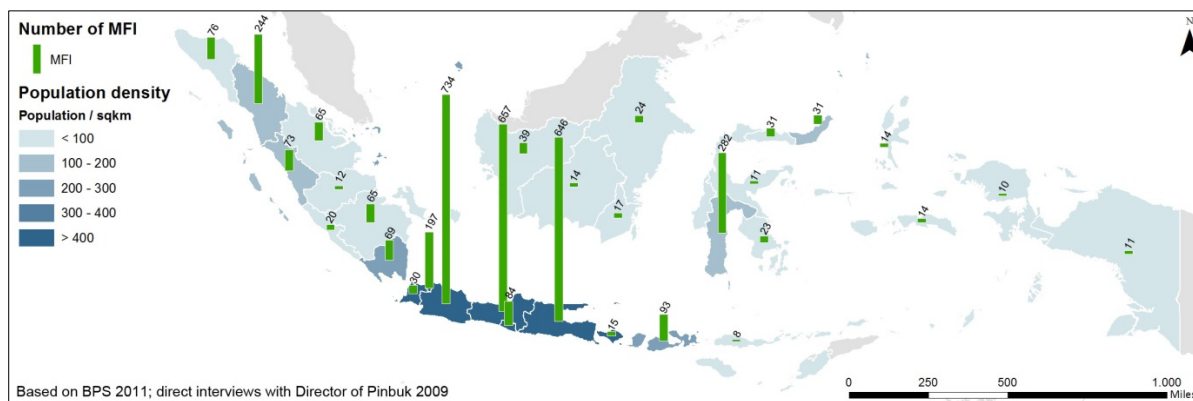 Number of MFI
MFI
Population density
Population / sqkm
< 100
100 - 200
200 - 300
300 - 400
> 400
76
244
65
73
12
65
20
69
30
197
734
657
84
646
39
14
24
17
15
93
8
282
31
31
11
23
14
14
10
11
N
Based on BPS 2011; direct interviews with Director of Pinbuk 2009
0 250 500 1.000
Miles